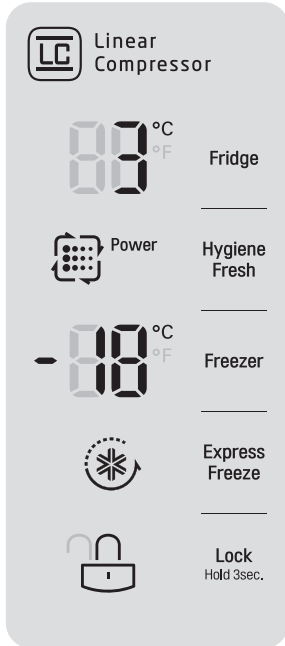 LC Linear
Compressor
3 °C
°F
Fridge
Power
Hygiene
Fresh
-18 °C
°F
Freezer
Express
Freeze
Lock
Hold 3sec.